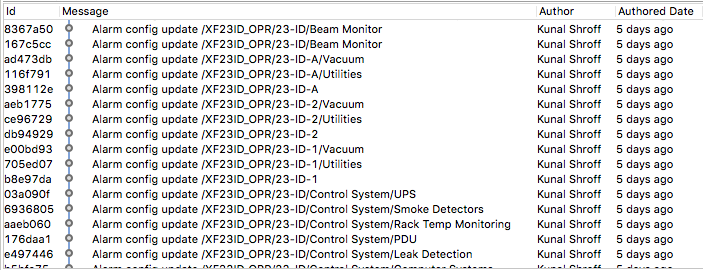 Id Message Author Authored Date
8367a50 Alarm config update /XF23ID_OPR/23-ID/Beam Monitor Kunal Shroff 5 days ago
167c5cc Alarm config update /XF23ID_OPR/23-ID/Beam Monitor Kunal Shroff 5 days ago
ad473db Alarm config update /XF23ID_OPR/23-ID-A/Vacuum Kunal Shroff 5 days ago
116f791 Alarm config update /XF23ID_OPR/23-ID-A/Utilities Kunal Shroff 5 days ago
398112e Alarm config update /XF23ID_OPR/23-ID-A Kunal Shroff 5 days ago
aeb1775 Alarm config update /XF23ID_OPR/23-ID-2/Vacuum Kunal Shroff 5 days ago
ce96729 Alarm config update /XF23ID_OPR/23-ID-2/Utilities Kunal Shroff 5 days ago
db94929 Alarm config update /XF23ID_OPR/23-ID-2 Kunal Shroff 5 days ago
e00bd93 Alarm config update /XF23ID_OPR/23-ID-1/Vacuum Kunal Shroff 5 days ago
705ed07 Alarm config update /XF23ID_OPR/23-ID-1/Utilities Kunal Shroff 5 days ago
b8e97da Alarm config update /XF23ID_OPR/23-ID-1 Kunal Shroff 5 days ago
03a090f Alarm config update /XF23ID_OPR/23-ID/Control System/UPS Kunal Shroff 5 days ago
6936805 Alarm config update /XF23ID_OPR/23-ID/Control System/Smoke Detectors Kunal Shroff 5 days ago
aaeb060 Alarm config update /XF23ID_OPR/23-ID/Control System/Rack Temp Monitoring Kunal Shroff 5 days ago
176daa1 Alarm config update /XF23ID_OPR/23-ID/Control System/PDU Kunal Shroff 5 days ago
e497446 Alarm config update /XF23ID_OPR/23-ID/Control System/Leak Detection Kunal Shroff 5 days ago
Alarm config update /XF23ID_OPR/23-ID/Control System/Computer Systems Kunal Shroff 5 days ago